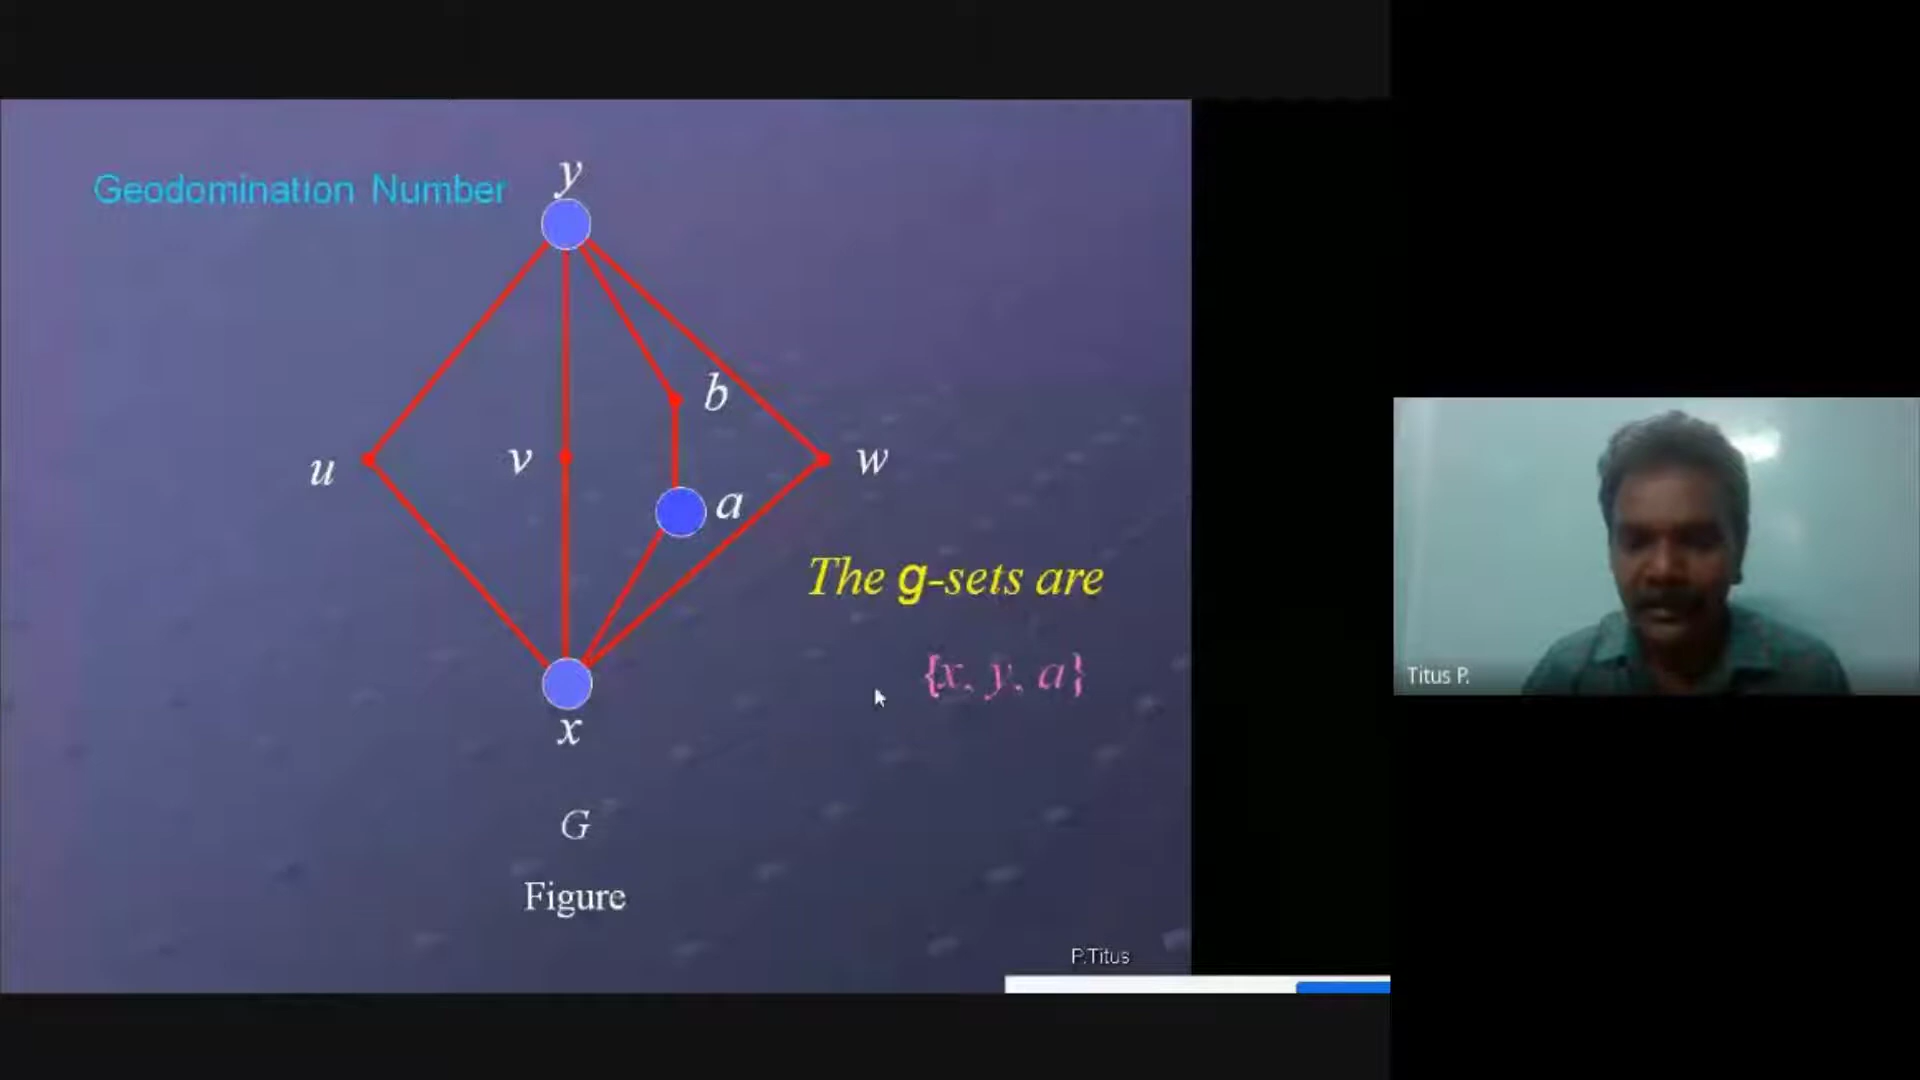 Geodomination Number
y
b
u
v
w
a
The g-sets are
{x, y, a}
x
G
Figure
P.Titus
Titus P.